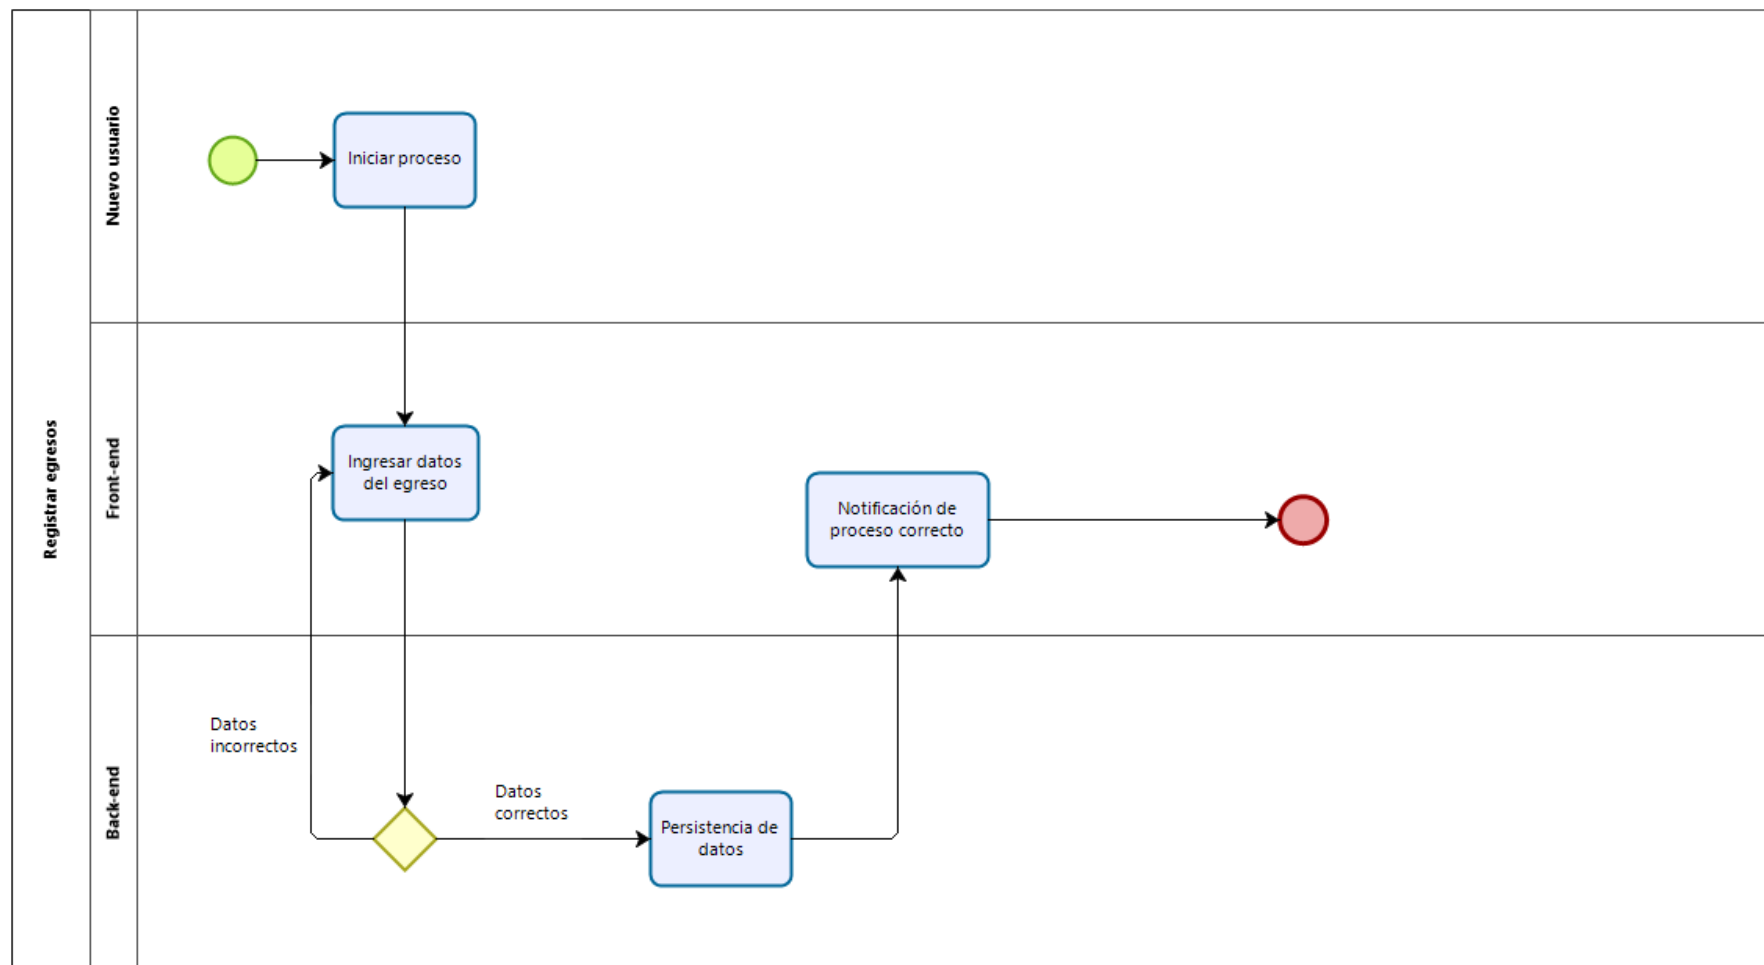 Registrar egresos
Nuevo usuario
Iniciar proceso
Front-end
Ingresar datos
del egreso
Notificación de
proceso correcto
Back-end
Datos
incorrectos
Datos
correctos
Persistencia de
datos